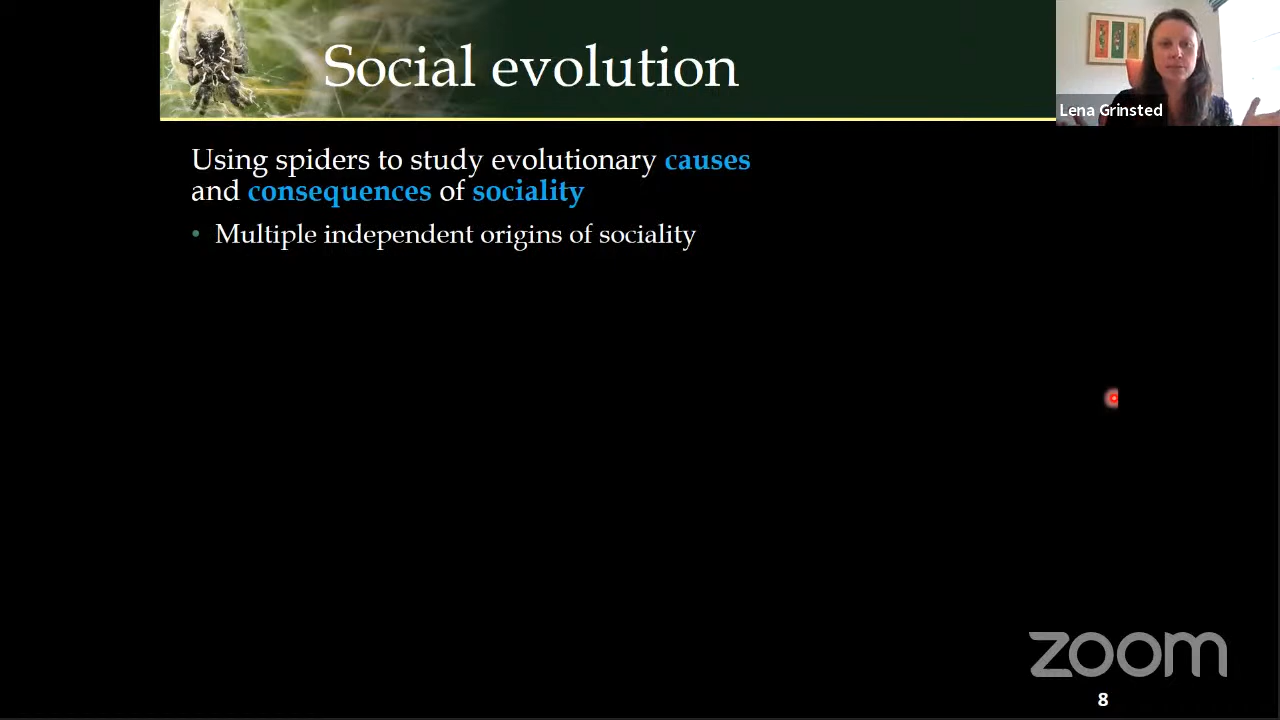 Social evolution
Lena Grinsted
Using spiders to study evolutionary causes
and consequences of sociality
• Multiple independent origins of sociality
zoom
8